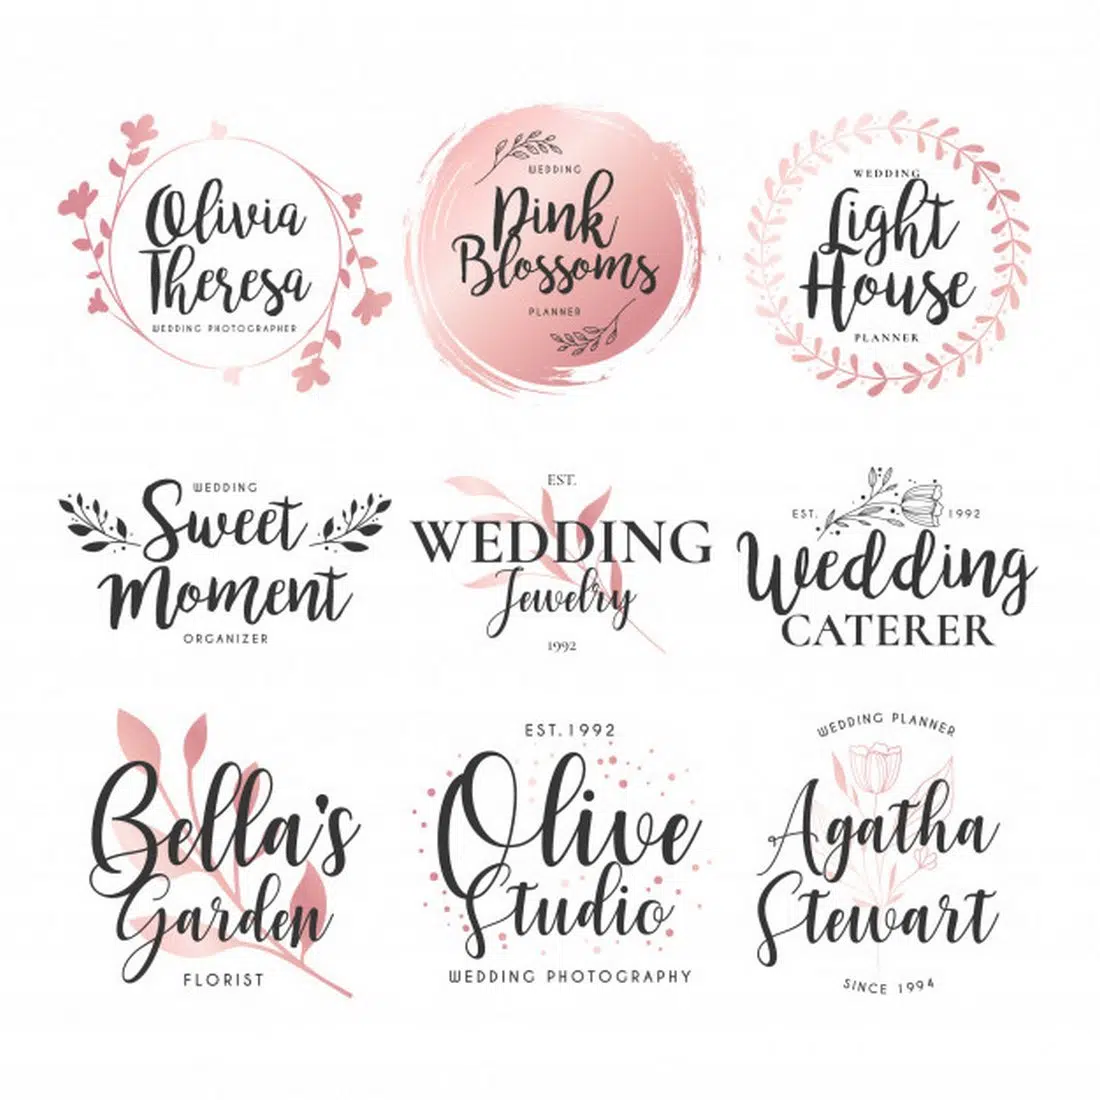 Olivia
Theresa
WEDDING PHOTOGRAPHER
WEDDING
Pink
Blossoms
PLANNER
WEDDING
Light
House
PLANNER
WEDDING
Sweet
Moment
ORGANIZER
EST.
WEDDING
Jewelry
1992
EST. 1992
Wedding
CATERER
Bella's
Garden
FLORIST
EST.1992
Olive
Studio
WEDDING PHOTOGRAPHY
WEDDING PLANNER
Agatha
Stewart
SINCE 1994